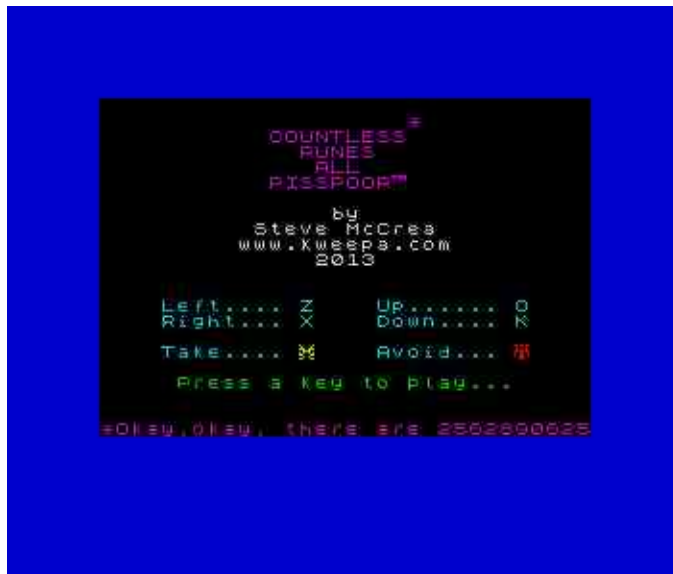 *
COUNTLESS
RUNES
ALL
PISSPOOR™
by
Steve McCrea
www.Kweepa.com
2013
Left.... Z Up...... O
Right... X Down.... K
Take.... Avoid...
Press a key to play...
*Okay,okay, there are 2562890625